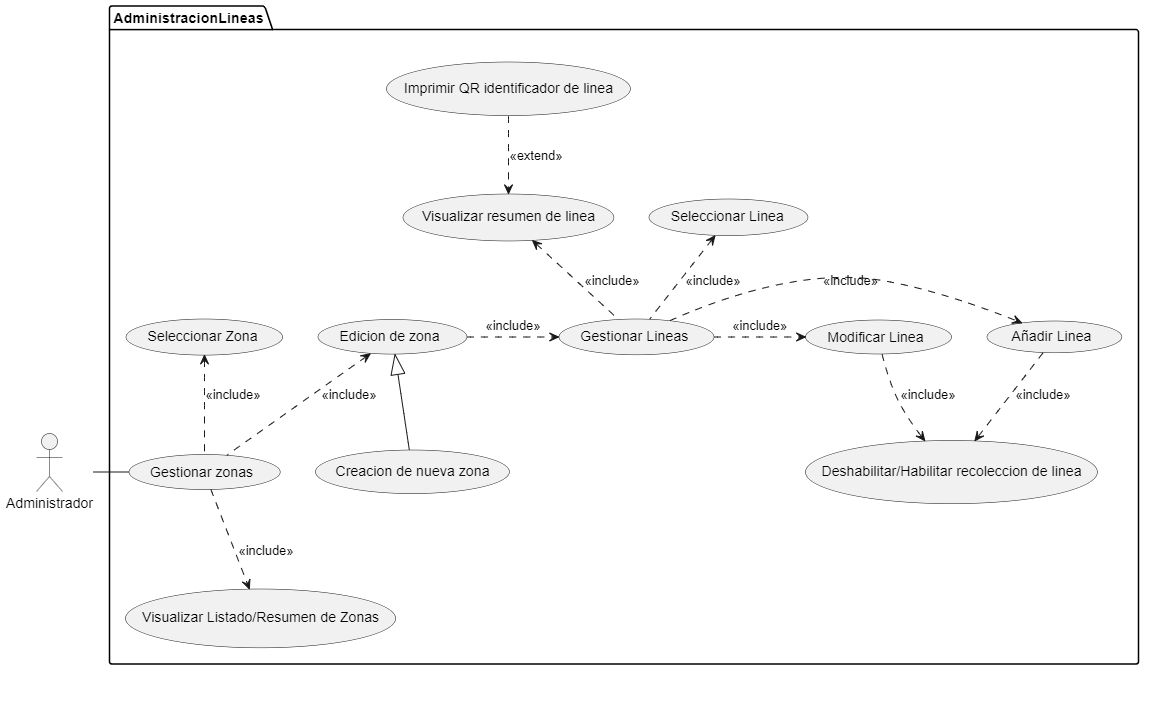 AdministracionLineas
Imprimir QR identificador de linea
«extend»
Visualizar resumen de linea
Seleccionar Linea
«include»
«include»
«include»
Seleccionar Zona
Edicion de zona
«include»
Gestionar Lineas
«include»
Modificar Linea
Añadir Linea
«include»
«include»
«include»
«include»
Administrador
Gestionar zonas
Creacion de nueva zona
Deshabilitar/Habilitar recoleccion de linea
«include»
Visualizar Listado/Resumen de Zonas